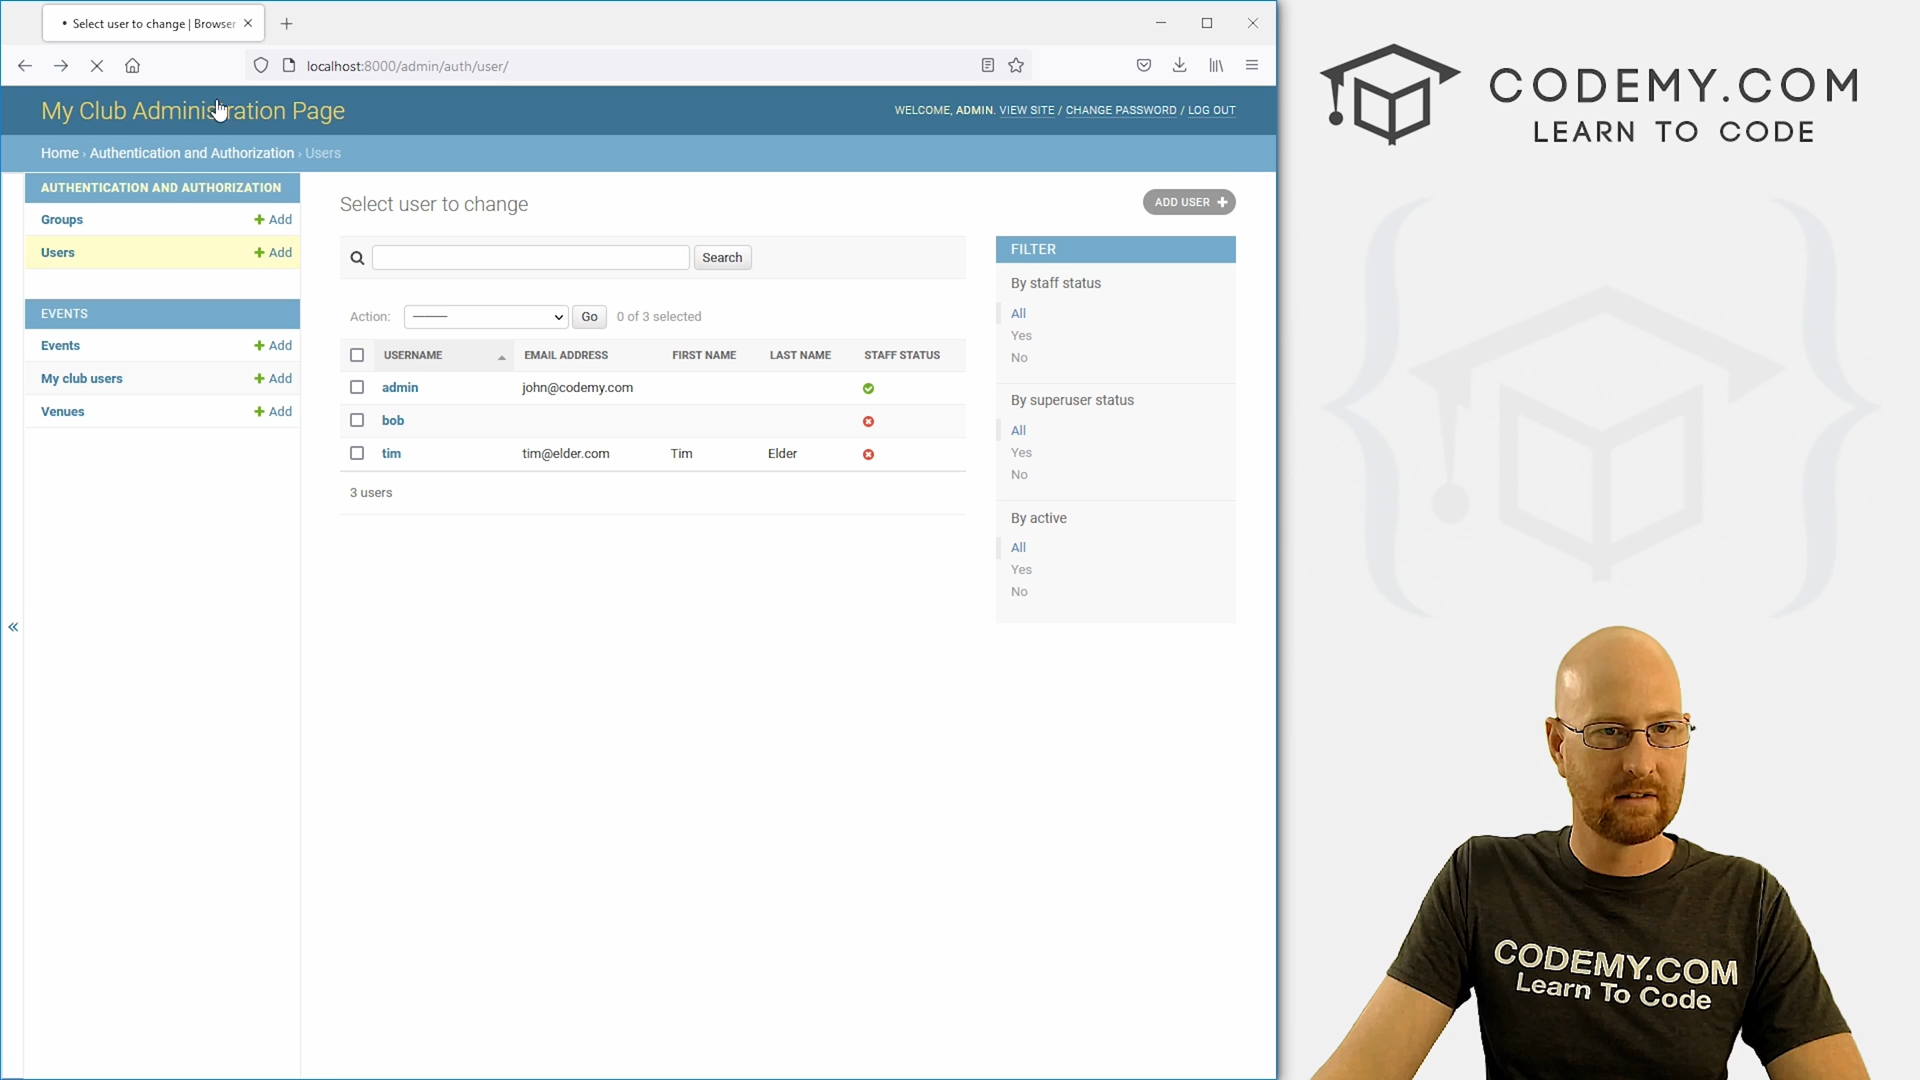 • Select user to change | Browser
localhost:8000/admin/auth/user/
My Club Administration Page
WELCOME, ADMIN. VIEW SITE / CHANGE PASSWORD / LOG OUT
Home › Authentication and Authorization › Users
AUTHENTICATION AND AUTHORIZATION
Groups + Add
Users + Add
EVENTS
Events + Add
My club users + Add
Venues + Add
«
Select user to change
ADD USER +
Search
Action: --------- Go 0 of 3 selected
USERNAME EMAIL ADDRESS FIRST NAME LAST NAME STAFF STATUS
admin john@codemy.com
bob
tim tim@elder.com Tim Elder
3 users
FILTER
By staff status
All
Yes
No
By superuser status
All
Yes
No
By active
All
Yes
No
CODEMY.COM
LEARN TO CODE
CODEMY.COM
Learn To Code